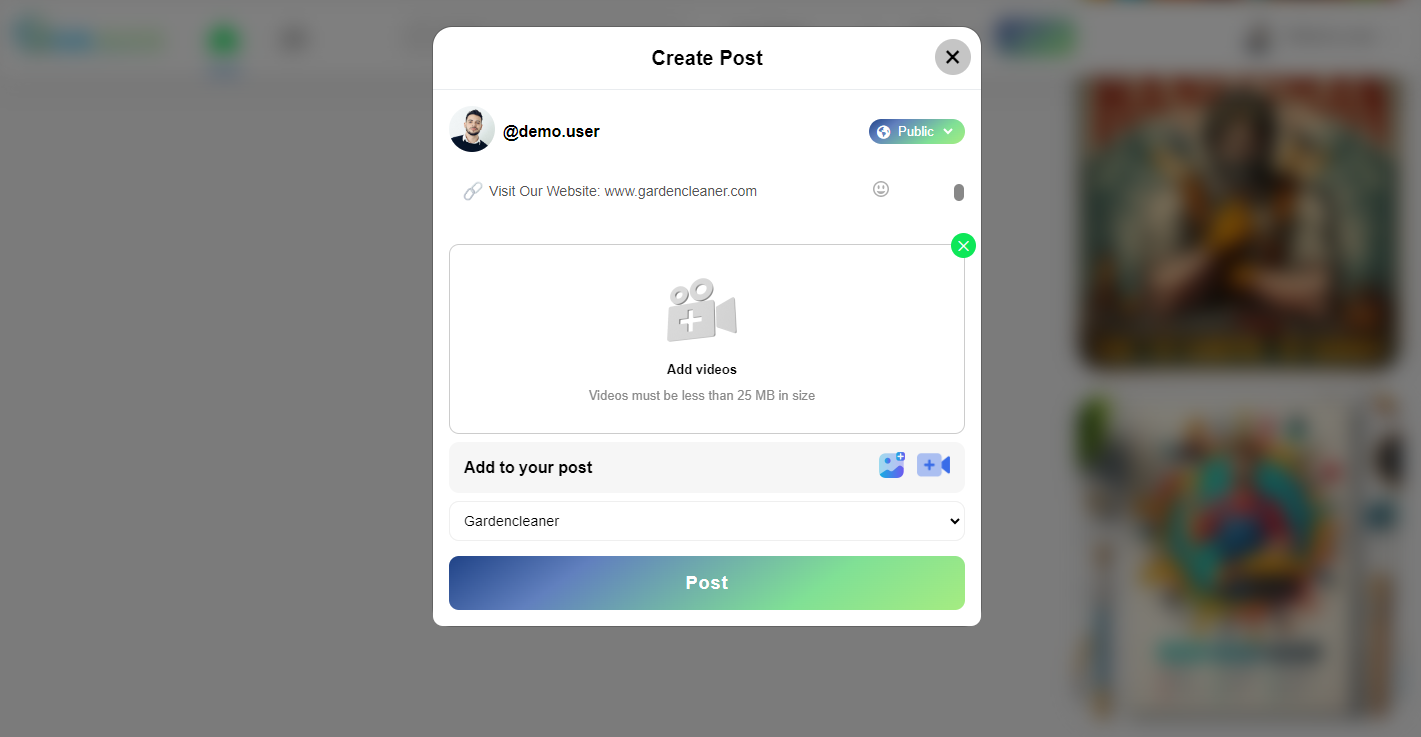 Create Post
@demo.user
Public
Visit Our Website: www.gardencleaner.com
Add videos
Videos must be less than 25 MB in size
Add to your post
Gardencleaner
Post